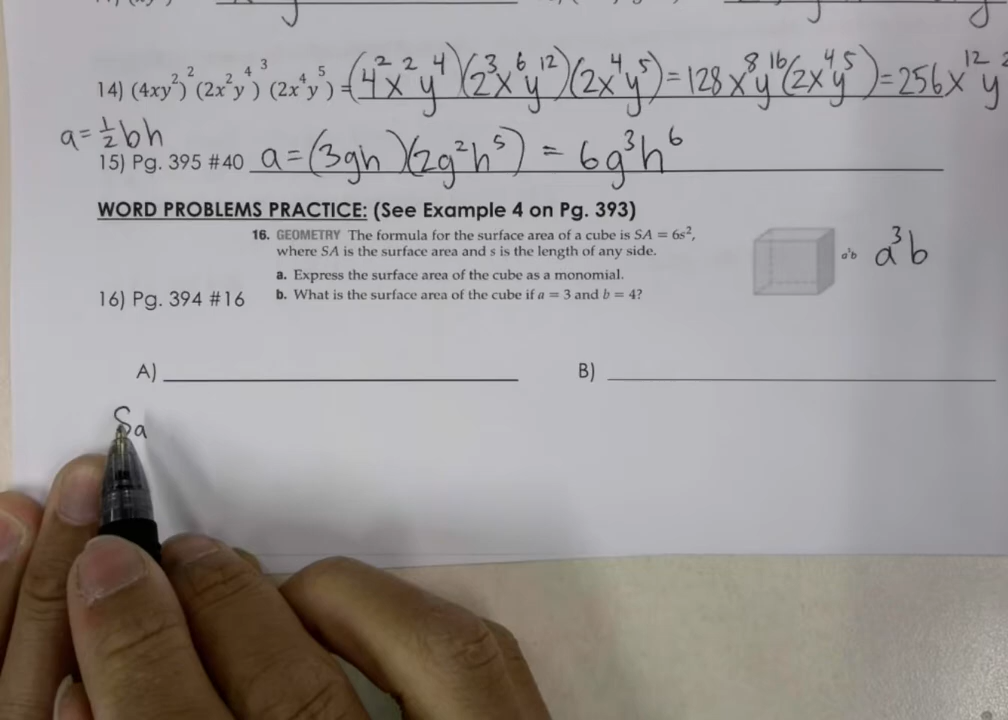 14) (4xy²)² (2x²y⁴)³ (2x⁴y⁵) = (4²x²y⁴)(2³x⁶y¹²)(2x⁴y⁵) = 128x⁸y¹⁶(2x⁴y⁵) = 256x¹²y
a = ½bh
15) Pg. 395 #40 a = (3gh)(2g²h⁵) = 6g³h⁶
WORD PROBLEMS PRACTICE: (See Example 4 on Pg. 393)
16. GEOMETRY The formula for the surface area of a cube is SA = 6s²,
where SA is the surface area and s is the length of any side.
a³b a³b
a. Express the surface area of the cube as a monomial.
16) Pg. 394 #16 b. What is the surface area of the cube if a = 3 and b = 4?
A) B)
Sa